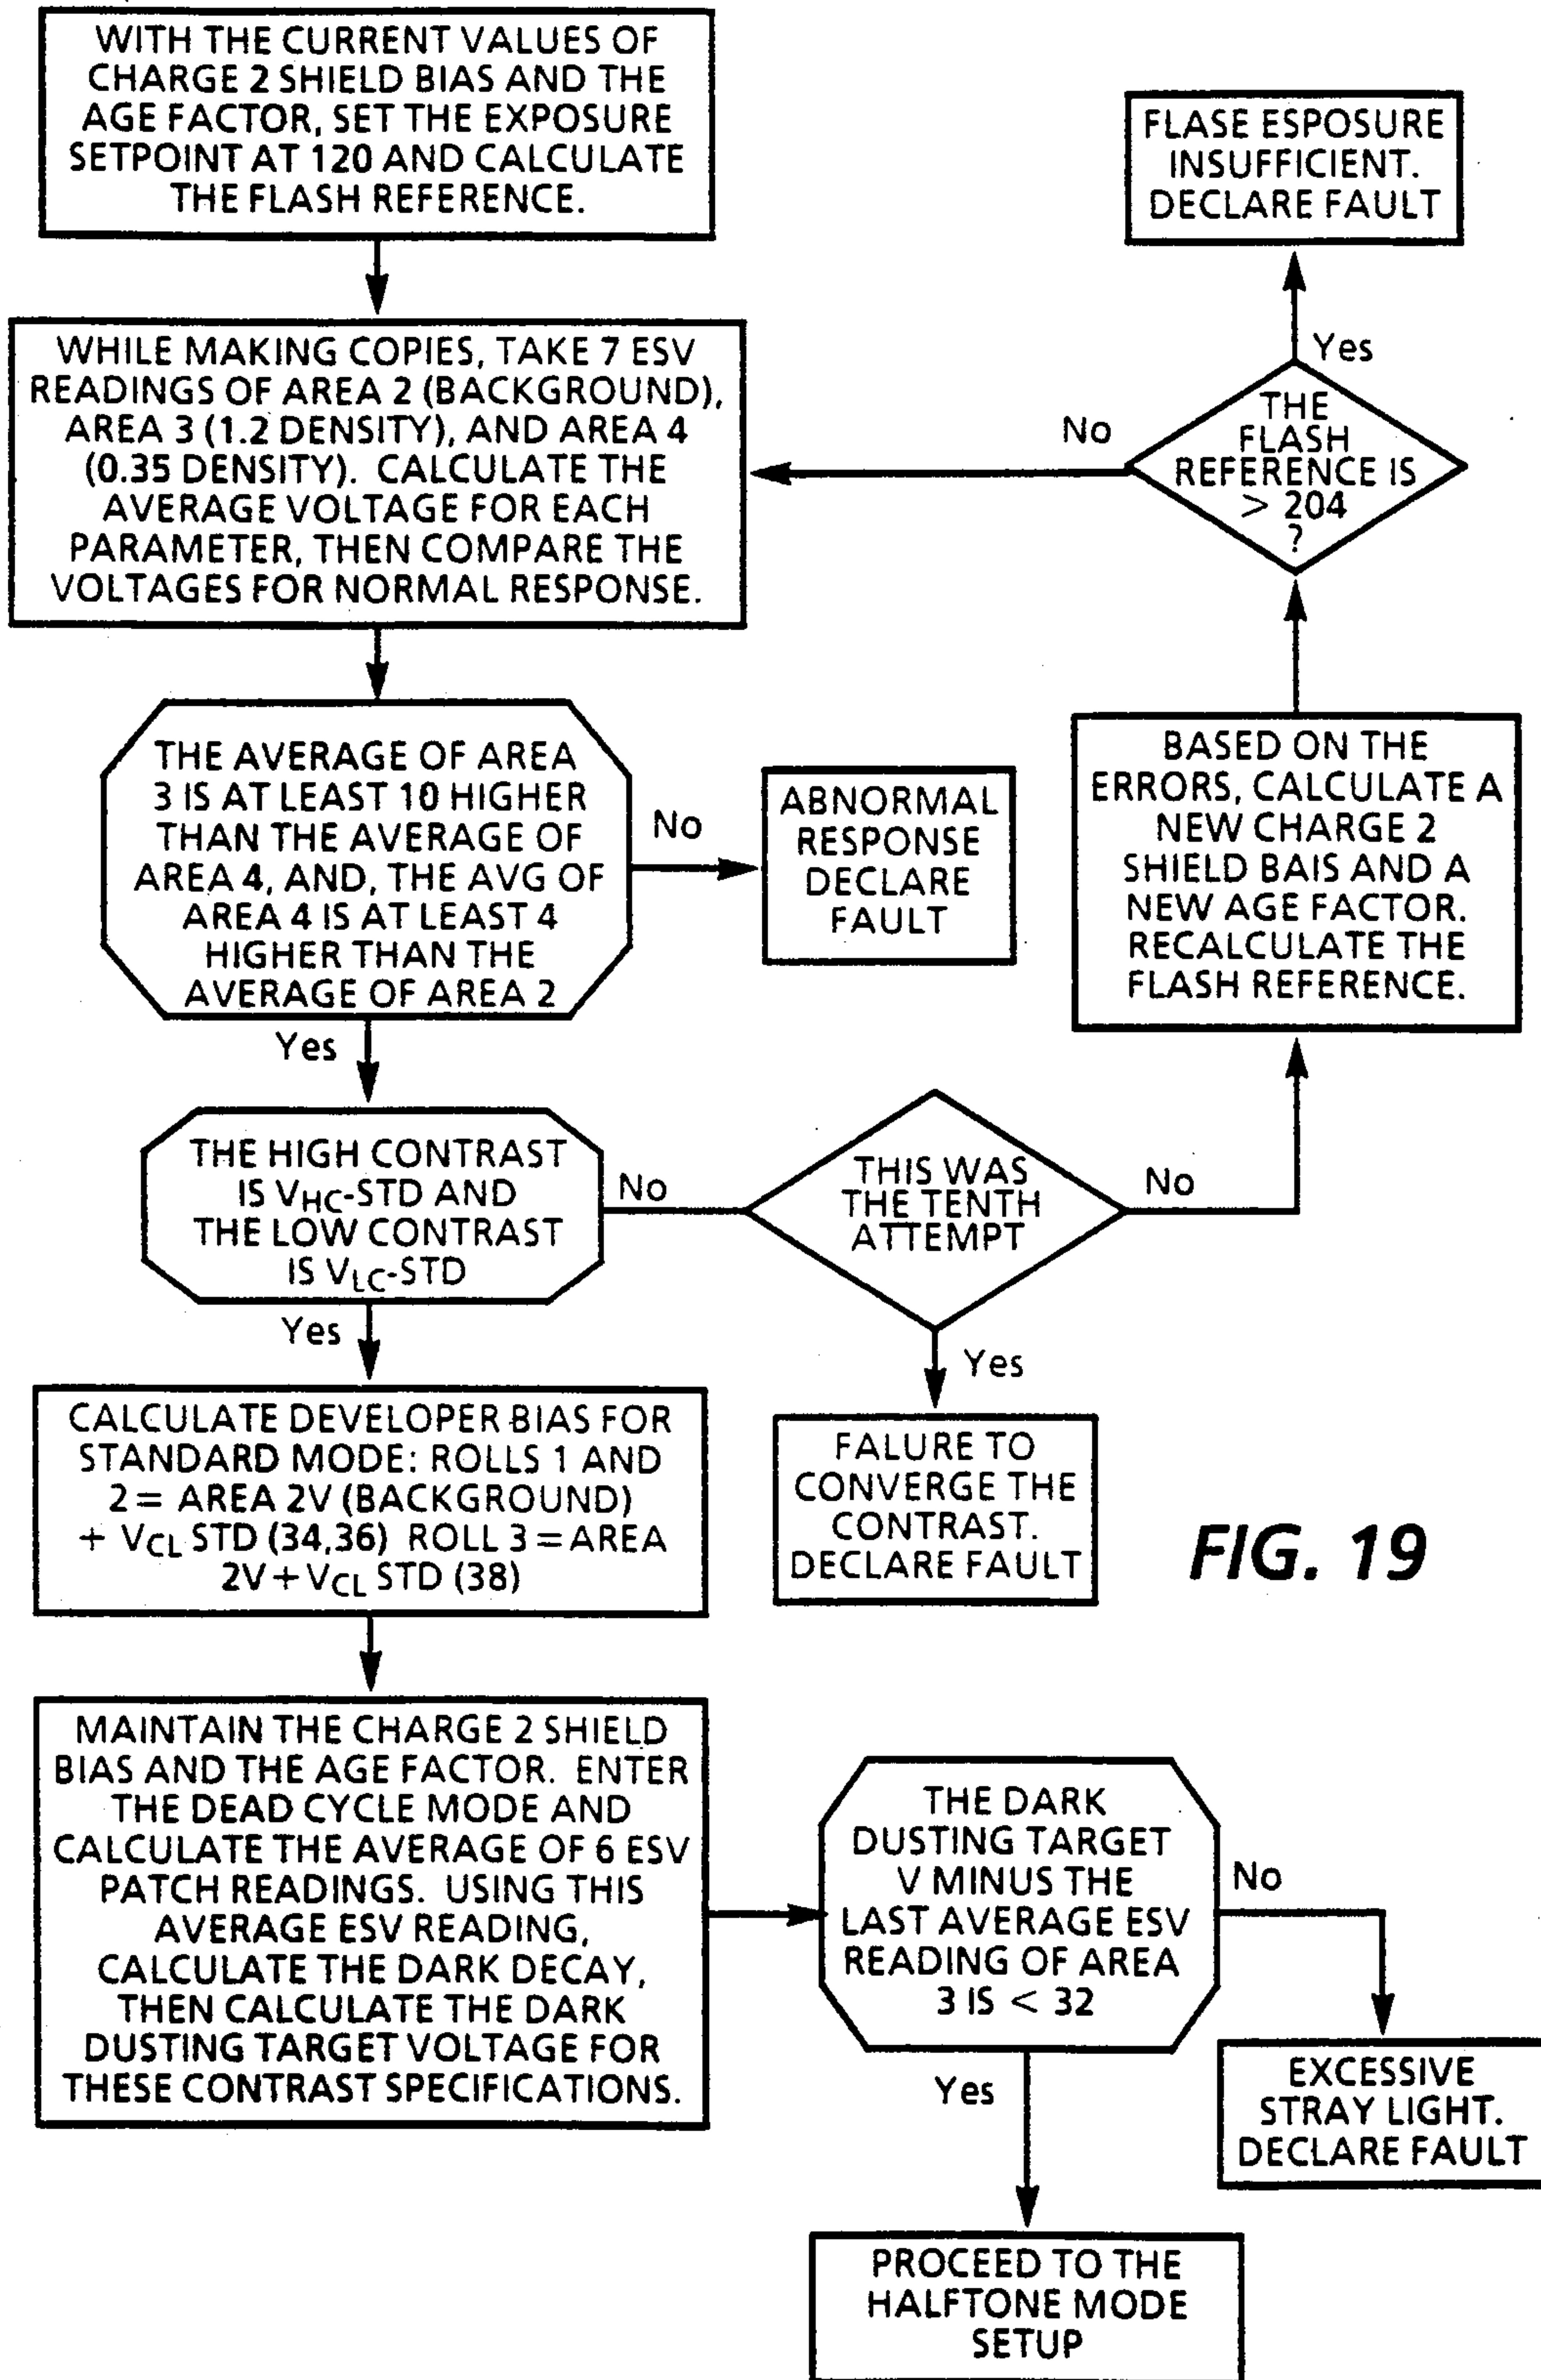 WITH THE CURRENT VALUES OF
CHARGE 2 SHIELD BIAS AND THE
AGE FACTOR, SET THE EXPOSURE
SETPOINT AT 120 AND CALCULATE
THE FLASH REFERENCE.
WHILE MAKING COPIES, TAKE 7 ESV
READINGS OF AREA 2 (BACKGROUND),
AREA 3 (1.2 DENSITY), AND AREA 4
(0.35 DENSITY). CALCULATE THE
AVERAGE VOLTAGE FOR EACH
PARAMETER, THEN COMPARE THE
VOLTAGES FOR NORMAL RESPONSE.
THE AVERAGE OF AREA
3 IS AT LEAST 10 HIGHER
THAN THE AVERAGE OF
AREA 4, AND, THE AVG OF
AREA 4 IS AT LEAST 4
HIGHER THAN THE
AVERAGE OF AREA 2
No
ABNORMAL
RESPONSE
DECLARE
FAULT
Yes
THE HIGH CONTRAST
IS VHC-STD AND
THE LOW CONTRAST
IS VLC-STD
No
THIS WAS
THE TENTH
ATTEMPT
No
BASED ON THE
ERRORS, CALCULATE A
NEW CHARGE 2
SHIELD BAIS AND A
NEW AGE FACTOR.
RECALCULATE THE
FLASH REFERENCE.
THE
FLASH
REFERENCE IS
> 204
?
No
Yes
FLASE ESPOSURE
INSUFFICIENT.
DECLARE FAULT
Yes
FALURE TO
CONVERGE THE
CONTRAST.
DECLARE FAULT
Yes
CALCULATE DEVELOPER BIAS FOR
STANDARD MODE: ROLLS 1 AND
2 = AREA 2V (BACKGROUND)
+ VCL STD (34,36) ROLL 3 = AREA
2V + VCL STD (38)
MAINTAIN THE CHARGE 2 SHIELD
BIAS AND THE AGE FACTOR. ENTER
THE DEAD CYCLE MODE AND
CALCULATE THE AVERAGE OF 6 ESV
PATCH READINGS. USING THIS
AVERAGE ESV READING,
CALCULATE THE DARK DECAY,
THEN CALCULATE THE DARK
DUSTING TARGET VOLTAGE FOR
THESE CONTRAST SPECIFICATIONS.
THE DARK
DUSTING TARGET
V MINUS THE
LAST AVERAGE ESV
READING OF AREA
3 IS < 32
No
EXCESSIVE
STRAY LIGHT.
DECLARE FAULT
Yes
PROCEED TO THE
HALFTONE MODE
SETUP
FIG. 19